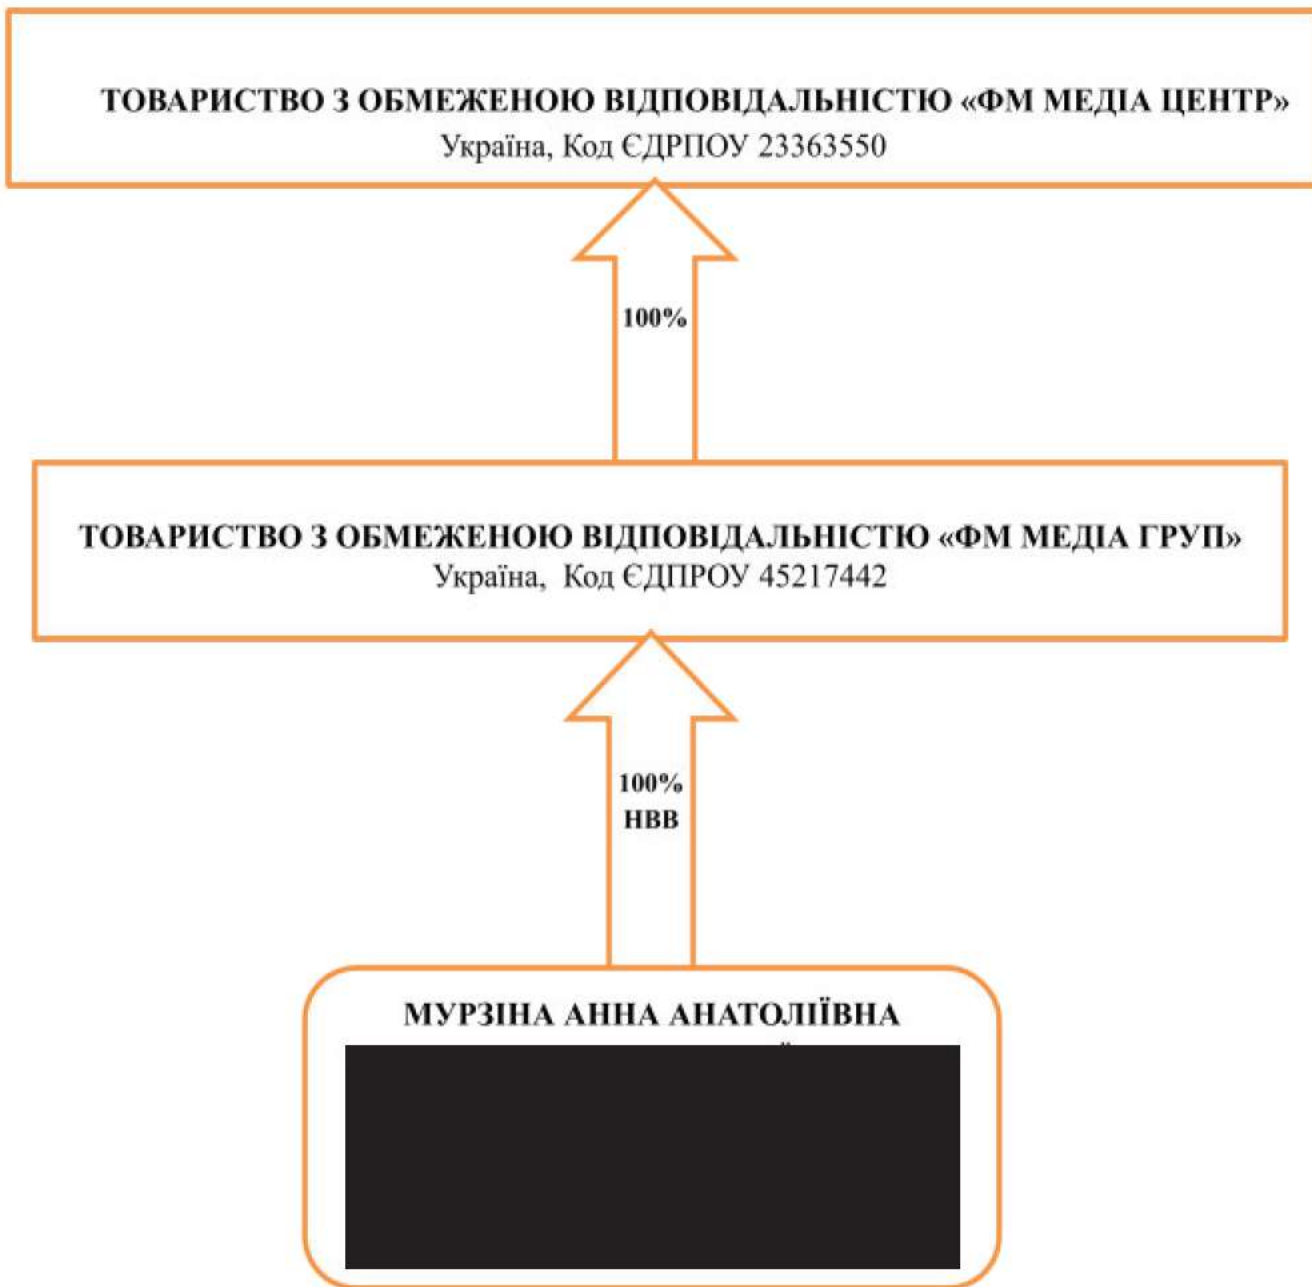 ТОВАРИСТВО З ОБМЕЖЕНОЮ ВІДПОВІДАЛЬНІСТЮ «ФМ МЕДІА ЦЕНТР»
Україна, Код ЄДРПОУ 23363550
100%
ТОВАРИСТВО З ОБМЕЖЕНОЮ ВІДПОВІДАЛЬНІСТЮ «ФМ МЕДІА ГРУП»
Україна, Код ЄДПРОУ 45217442
100%
НВВ
МУРЗІНА АННА АНАТОЛІЇВНА